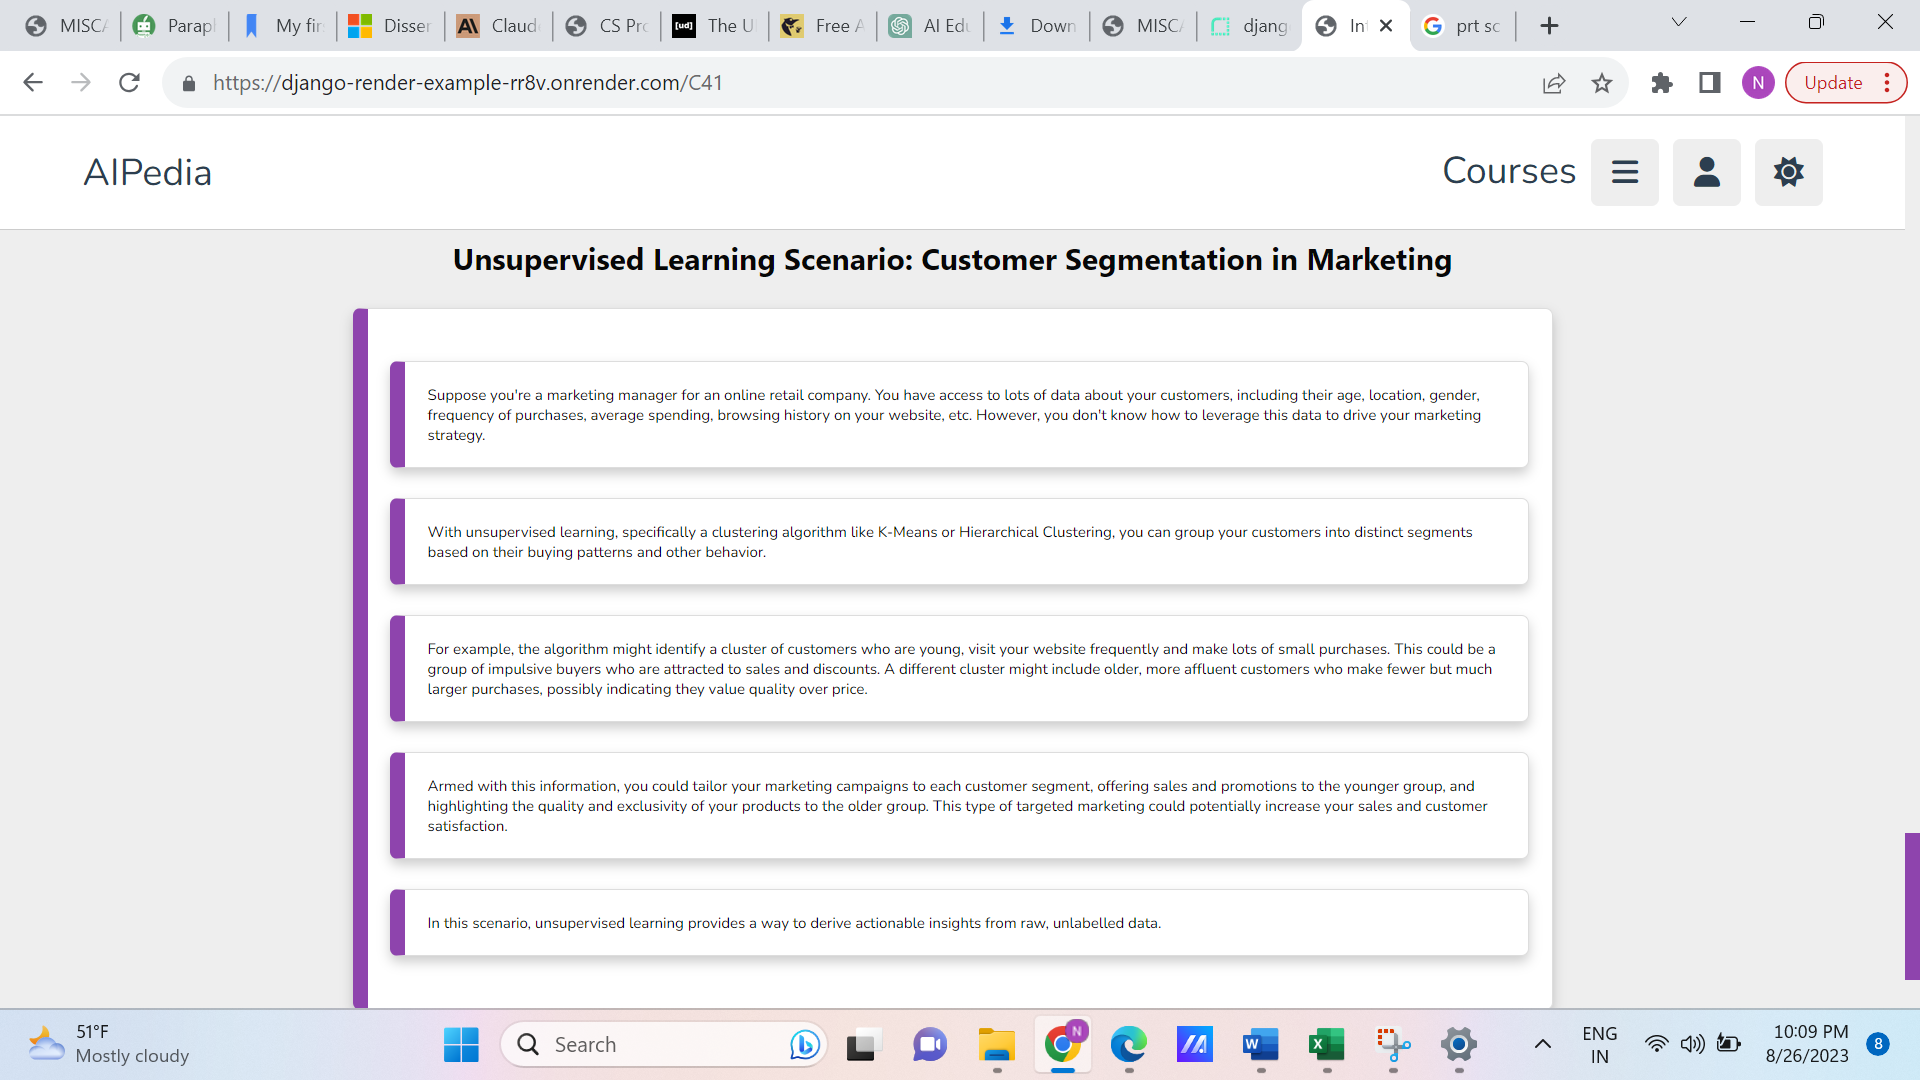 MISCA
Parapl
My fir
Disser
Claud
CS Pro
[ud]
The U
Free A
AI Edu
Down
MISCA
djang
In
prt sc
https://django-render-example-rr8v.onrender.com/C41
N
Update
AIPedia
Courses
Unsupervised Learning Scenario: Customer Segmentation in Marketing
Suppose you're a marketing manager for an online retail company. You have access to lots of data about your customers, including their age, location, gender,
frequency of purchases, average spending, browsing history on your website, etc. However, you don't know how to leverage this data to drive your marketing
strategy.
With unsupervised learning, specifically a clustering algorithm like K-Means or Hierarchical Clustering, you can group your customers into distinct segments
based on their buying patterns and other behavior.
For example, the algorithm might identify a cluster of customers who are young, visit your website frequently and make lots of small purchases. This could be a
group of impulsive buyers who are attracted to sales and discounts. A different cluster might include older, more affluent customers who make fewer but much
larger purchases, possibly indicating they value quality over price.
Armed with this information, you could tailor your marketing campaigns to each customer segment, offering sales and promotions to the younger group, and
highlighting the quality and exclusivity of your products to the older group. This type of targeted marketing could potentially increase your sales and customer
satisfaction.
In this scenario, unsupervised learning provides a way to derive actionable insights from raw, unlabelled data.
51°F
Mostly cloudy
Search
N
W
X
ENG
IN
10:09 PM
8/26/2023
8